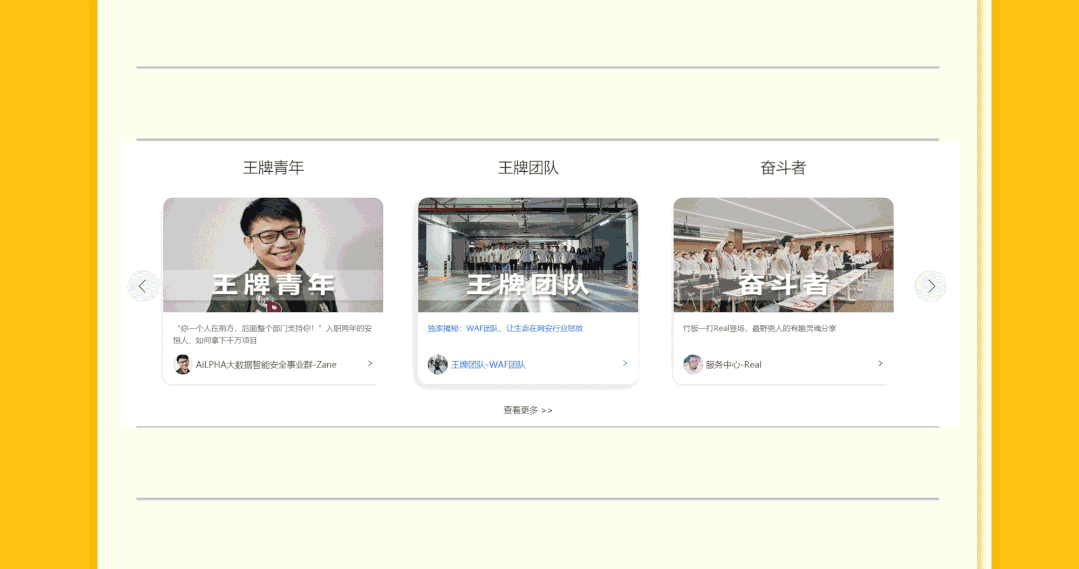 王牌青年
王牌团队
奋斗者
王牌青年
王牌团队
奋斗者
“你一个人在前方，后面整个部门支持你！”入职两年的安
恒人，如何拿下千万项目
独家揭秘：WAF团队，让生命在网安行业怒放
竹板一打Real登场，最野男人的有趣灵魂分享
AiLPHA大数据智能安全事业群-Zane
王牌团队-WAF团队
服务中心-Real
查看更多 >>